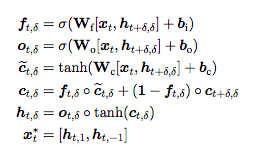 f_{t,δ} = σ(W_f[x_t, h_{t+δ,δ}] + b_i)
o_{t,δ} = σ(W_o[x_t, h_{t+δ,δ}] + b_o)
c̃_{t,δ} = tanh(W_c[x_t, h_{t+δ,δ}] + b_c)
c_{t,δ} = f_{t,δ} ∘ c̃_{t,δ} + (1 − f_{t,δ}) ∘ c_{t+δ,δ}
h_{t,δ} = o_{t,δ} ∘ tanh(c_{t,δ})
x*_t = [h_{t,1}, h_{t,−1}]